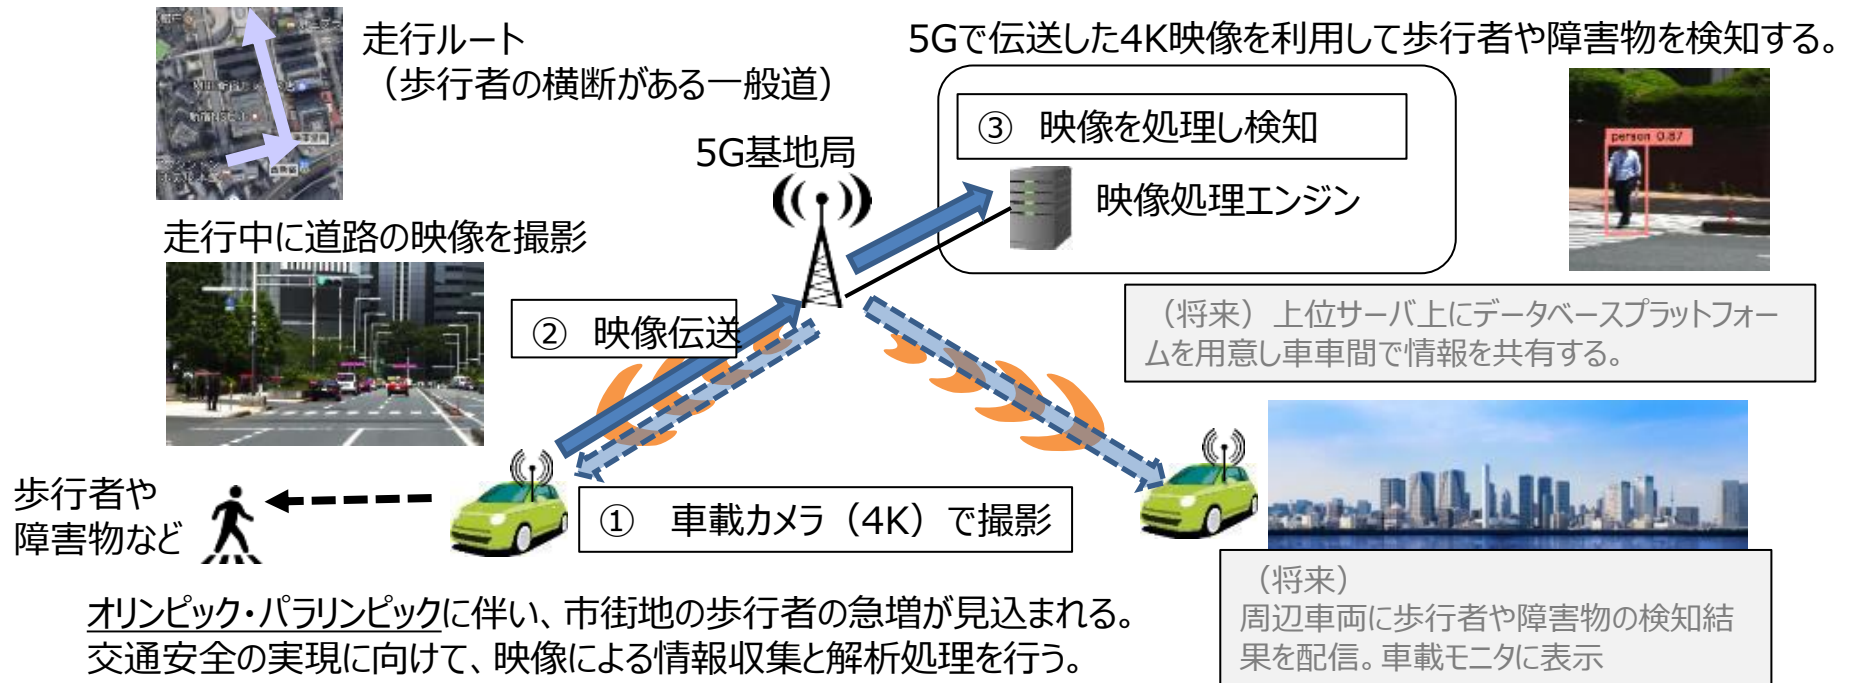 走行ルート
（歩行者の横断がある一般道）
5Gで伝送した4K映像を利用して歩行者や障害物を検知する。
③　映像を処理し検知
5G基地局
映像処理エンジン
person 0.87
走行中に道路の映像を撮影
②　映像伝送
（将来）上位サーバ上にデータベースプラットフォー
ムを用意し車車間で情報を共有する。
歩行者や
障害物など
①　車載カメラ（4K）で撮影
（将来）
周辺車両に歩行者や障害物の検知結
果を配信。車載モニタに表示
オリンピック・パラリンピックに伴い、市街地の歩行者の急増が見込まれる。
交通安全の実現に向けて、映像による情報収集と解析処理を行う。